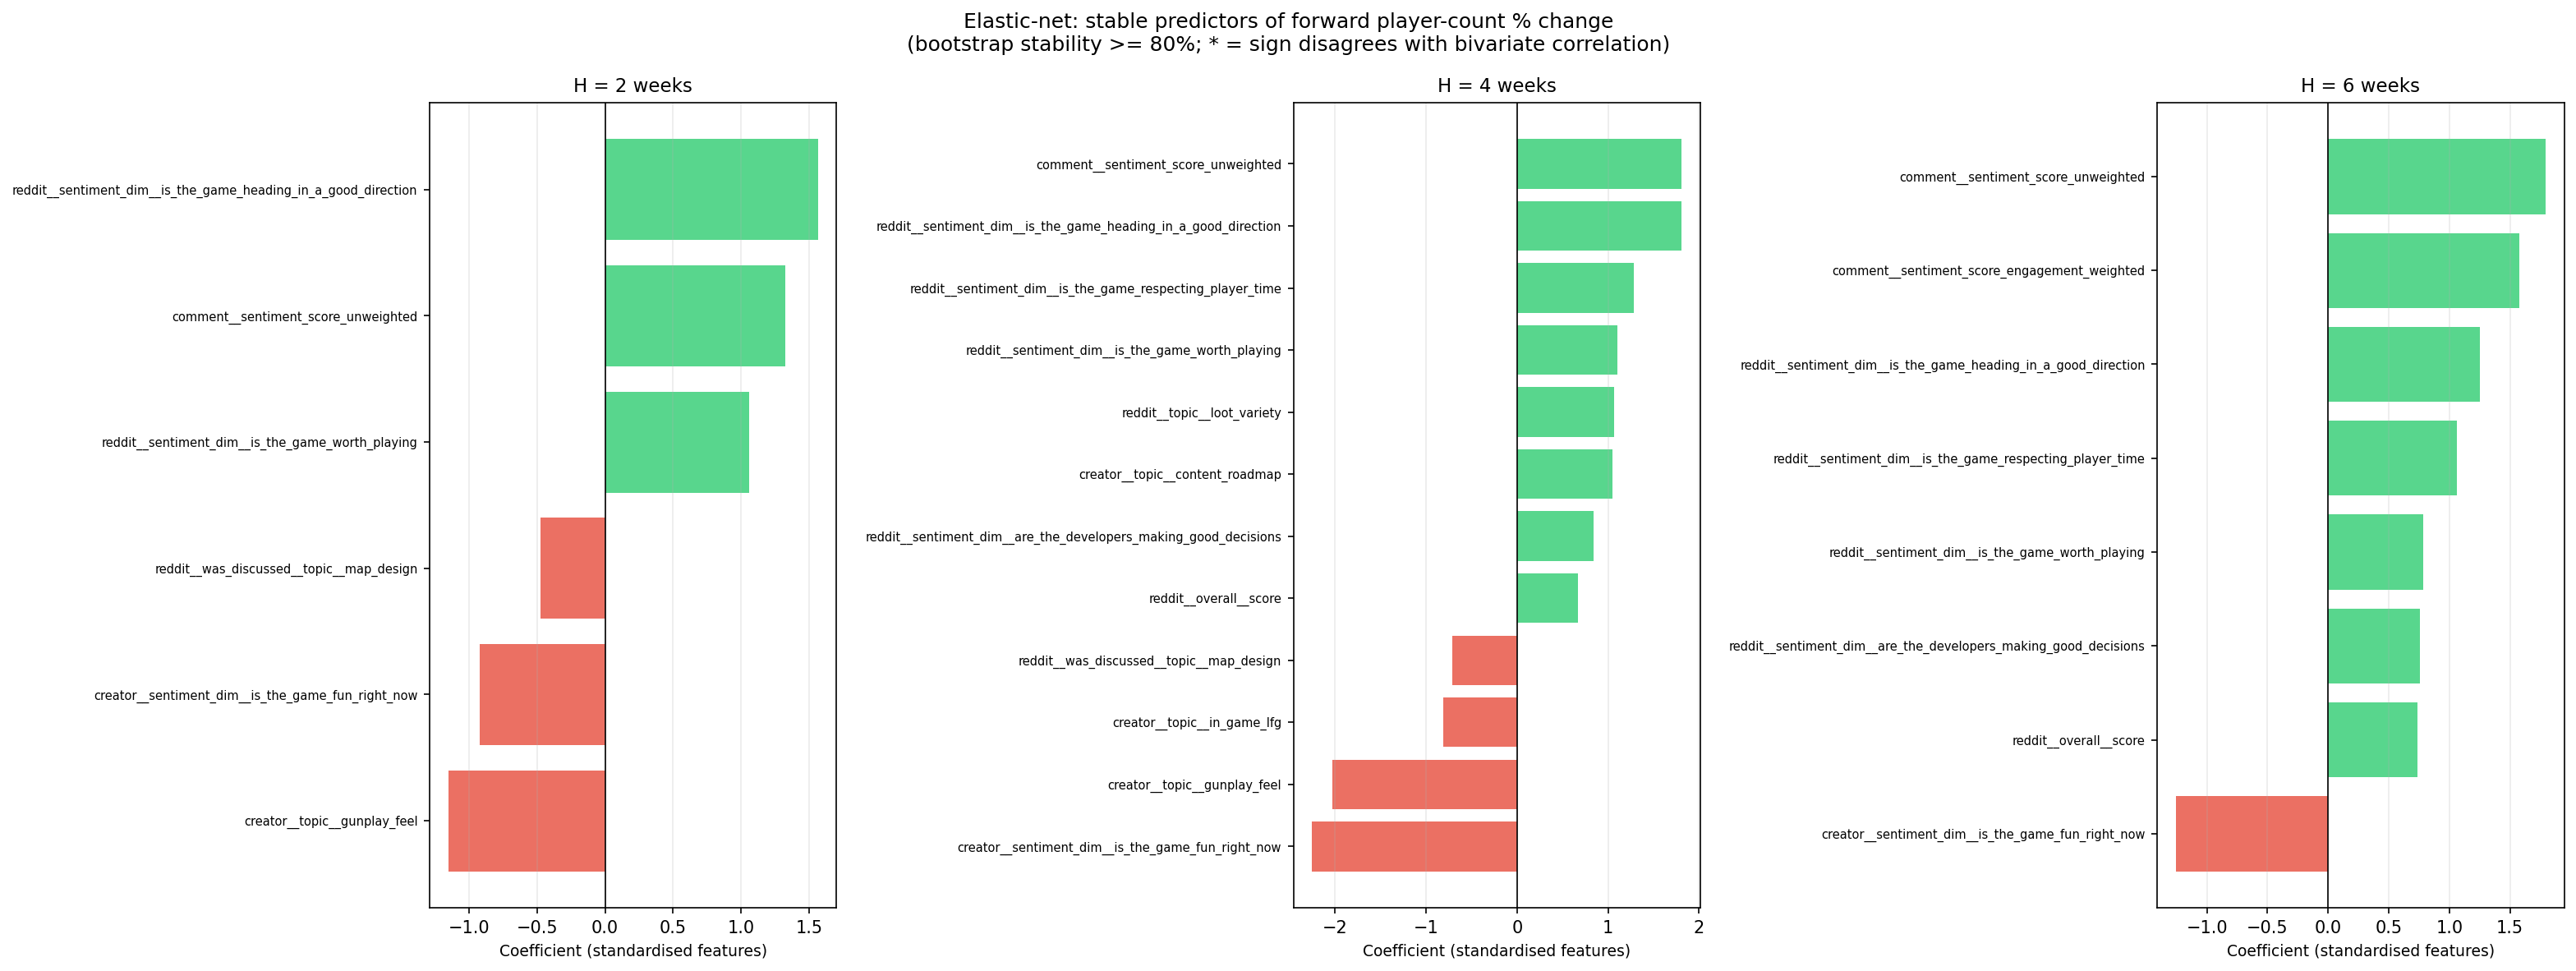 Elastic-net: stable predictors of forward player-count % change
(bootstrap stability >= 80%; * = sign disagrees with bivariate correlation)
H = 2 weeks
reddit__sentiment_dim__is_the_game_heading_in_a_good_direction
comment__sentiment_score_unweighted
reddit__sentiment_dim__is_the_game_worth_playing
reddit__was_discussed__topic__map_design
creator__sentiment_dim__is_the_game_fun_right_now
creator__topic__gunplay_feel
−1.0 −0.5 0.0 0.5 1.0 1.5
Coefficient (standardised features)
H = 4 weeks
comment__sentiment_score_unweighted
reddit__sentiment_dim__is_the_game_heading_in_a_good_direction
reddit__sentiment_dim__is_the_game_respecting_player_time
reddit__sentiment_dim__is_the_game_worth_playing
reddit__topic__loot_variety
creator__topic__content_roadmap
reddit__sentiment_dim__are_the_developers_making_good_decisions
reddit__overall__score
reddit__was_discussed__topic__map_design
creator__topic__in_game_lfg
creator__topic__gunplay_feel
creator__sentiment_dim__is_the_game_fun_right_now
−2 −1 0 1 2
Coefficient (standardised features)
H = 6 weeks
comment__sentiment_score_unweighted
comment__sentiment_score_engagement_weighted
reddit__sentiment_dim__is_the_game_heading_in_a_good_direction
reddit__sentiment_dim__is_the_game_respecting_player_time
reddit__sentiment_dim__is_the_game_worth_playing
reddit__sentiment_dim__are_the_developers_making_good_decisions
reddit__overall__score
creator__sentiment_dim__is_the_game_fun_right_now
−1.0 −0.5 0.0 0.5 1.0 1.5
Coefficient (standardised features)